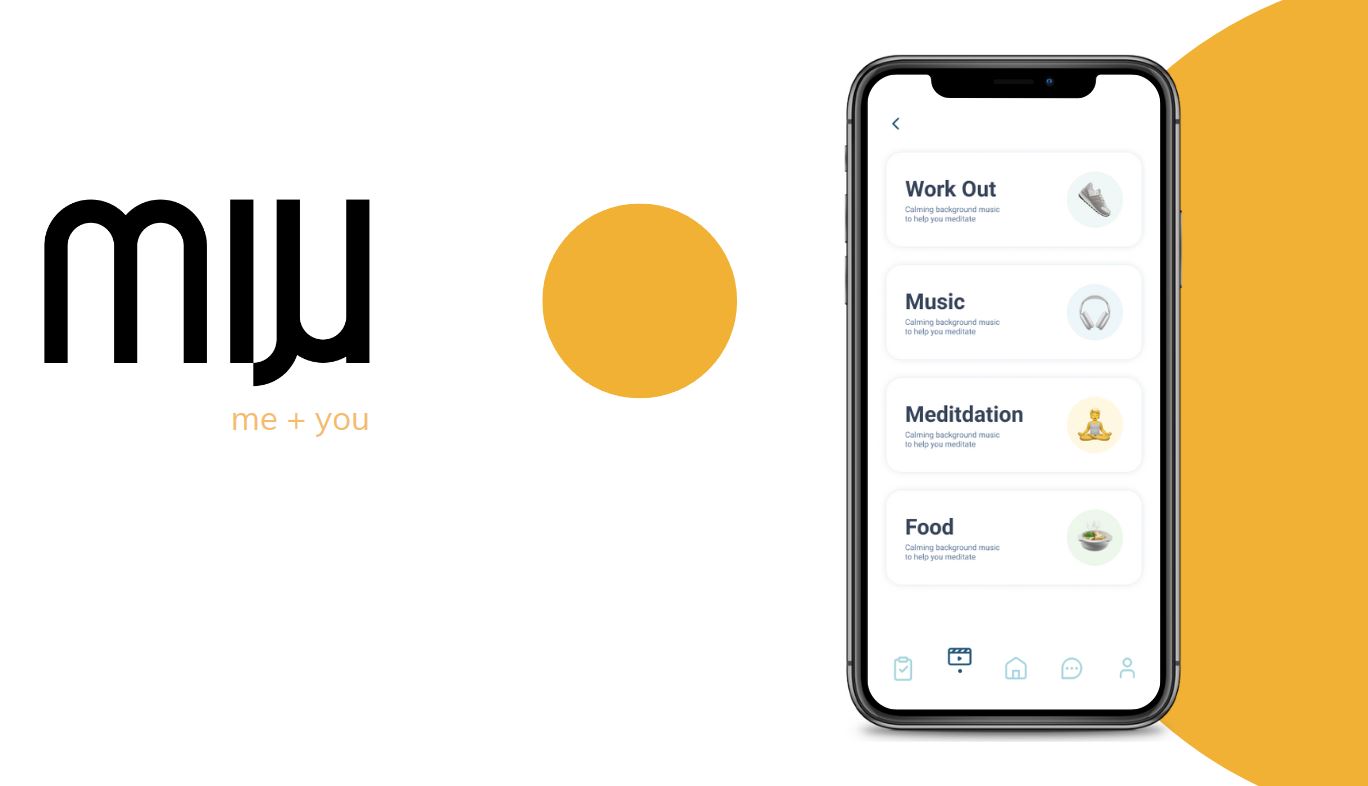 miju
me + you
Work Out
Calming background music
to help you meditate
Music
Calming background music
to help you meditate
Meditdation
Calming background music
to help you meditate
Food
Calming background music
to help you meditate